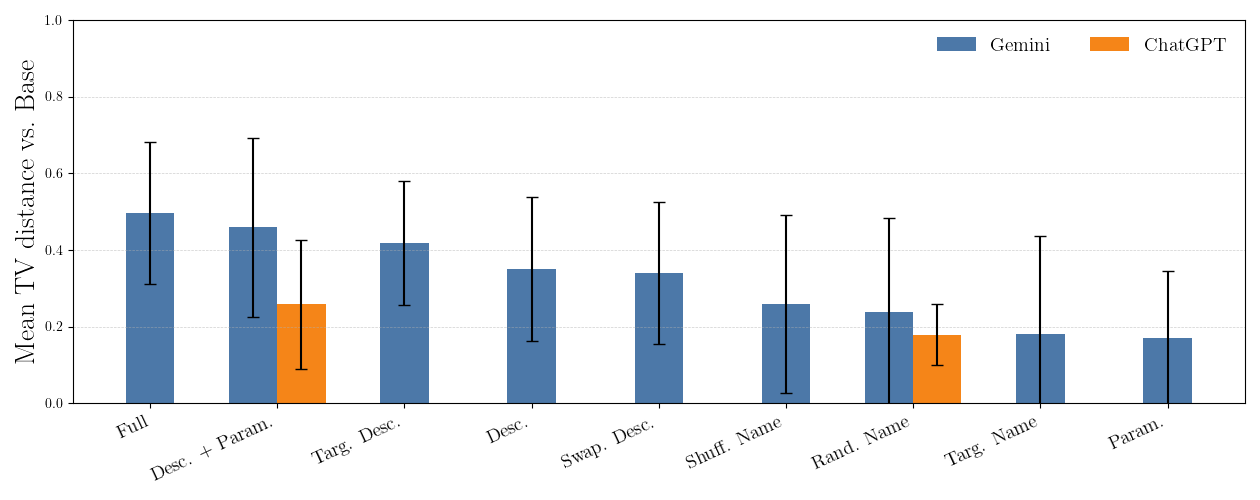 Mean TV distance vs. Base
1.0
0.8
0.6
0.4
0.2
0.0
Gemini
ChatGPT
Full
Desc. + Param.
Targ. Desc.
Desc.
Swap. Desc.
Shuff. Name
Rand. Name
Targ. Name
Param.